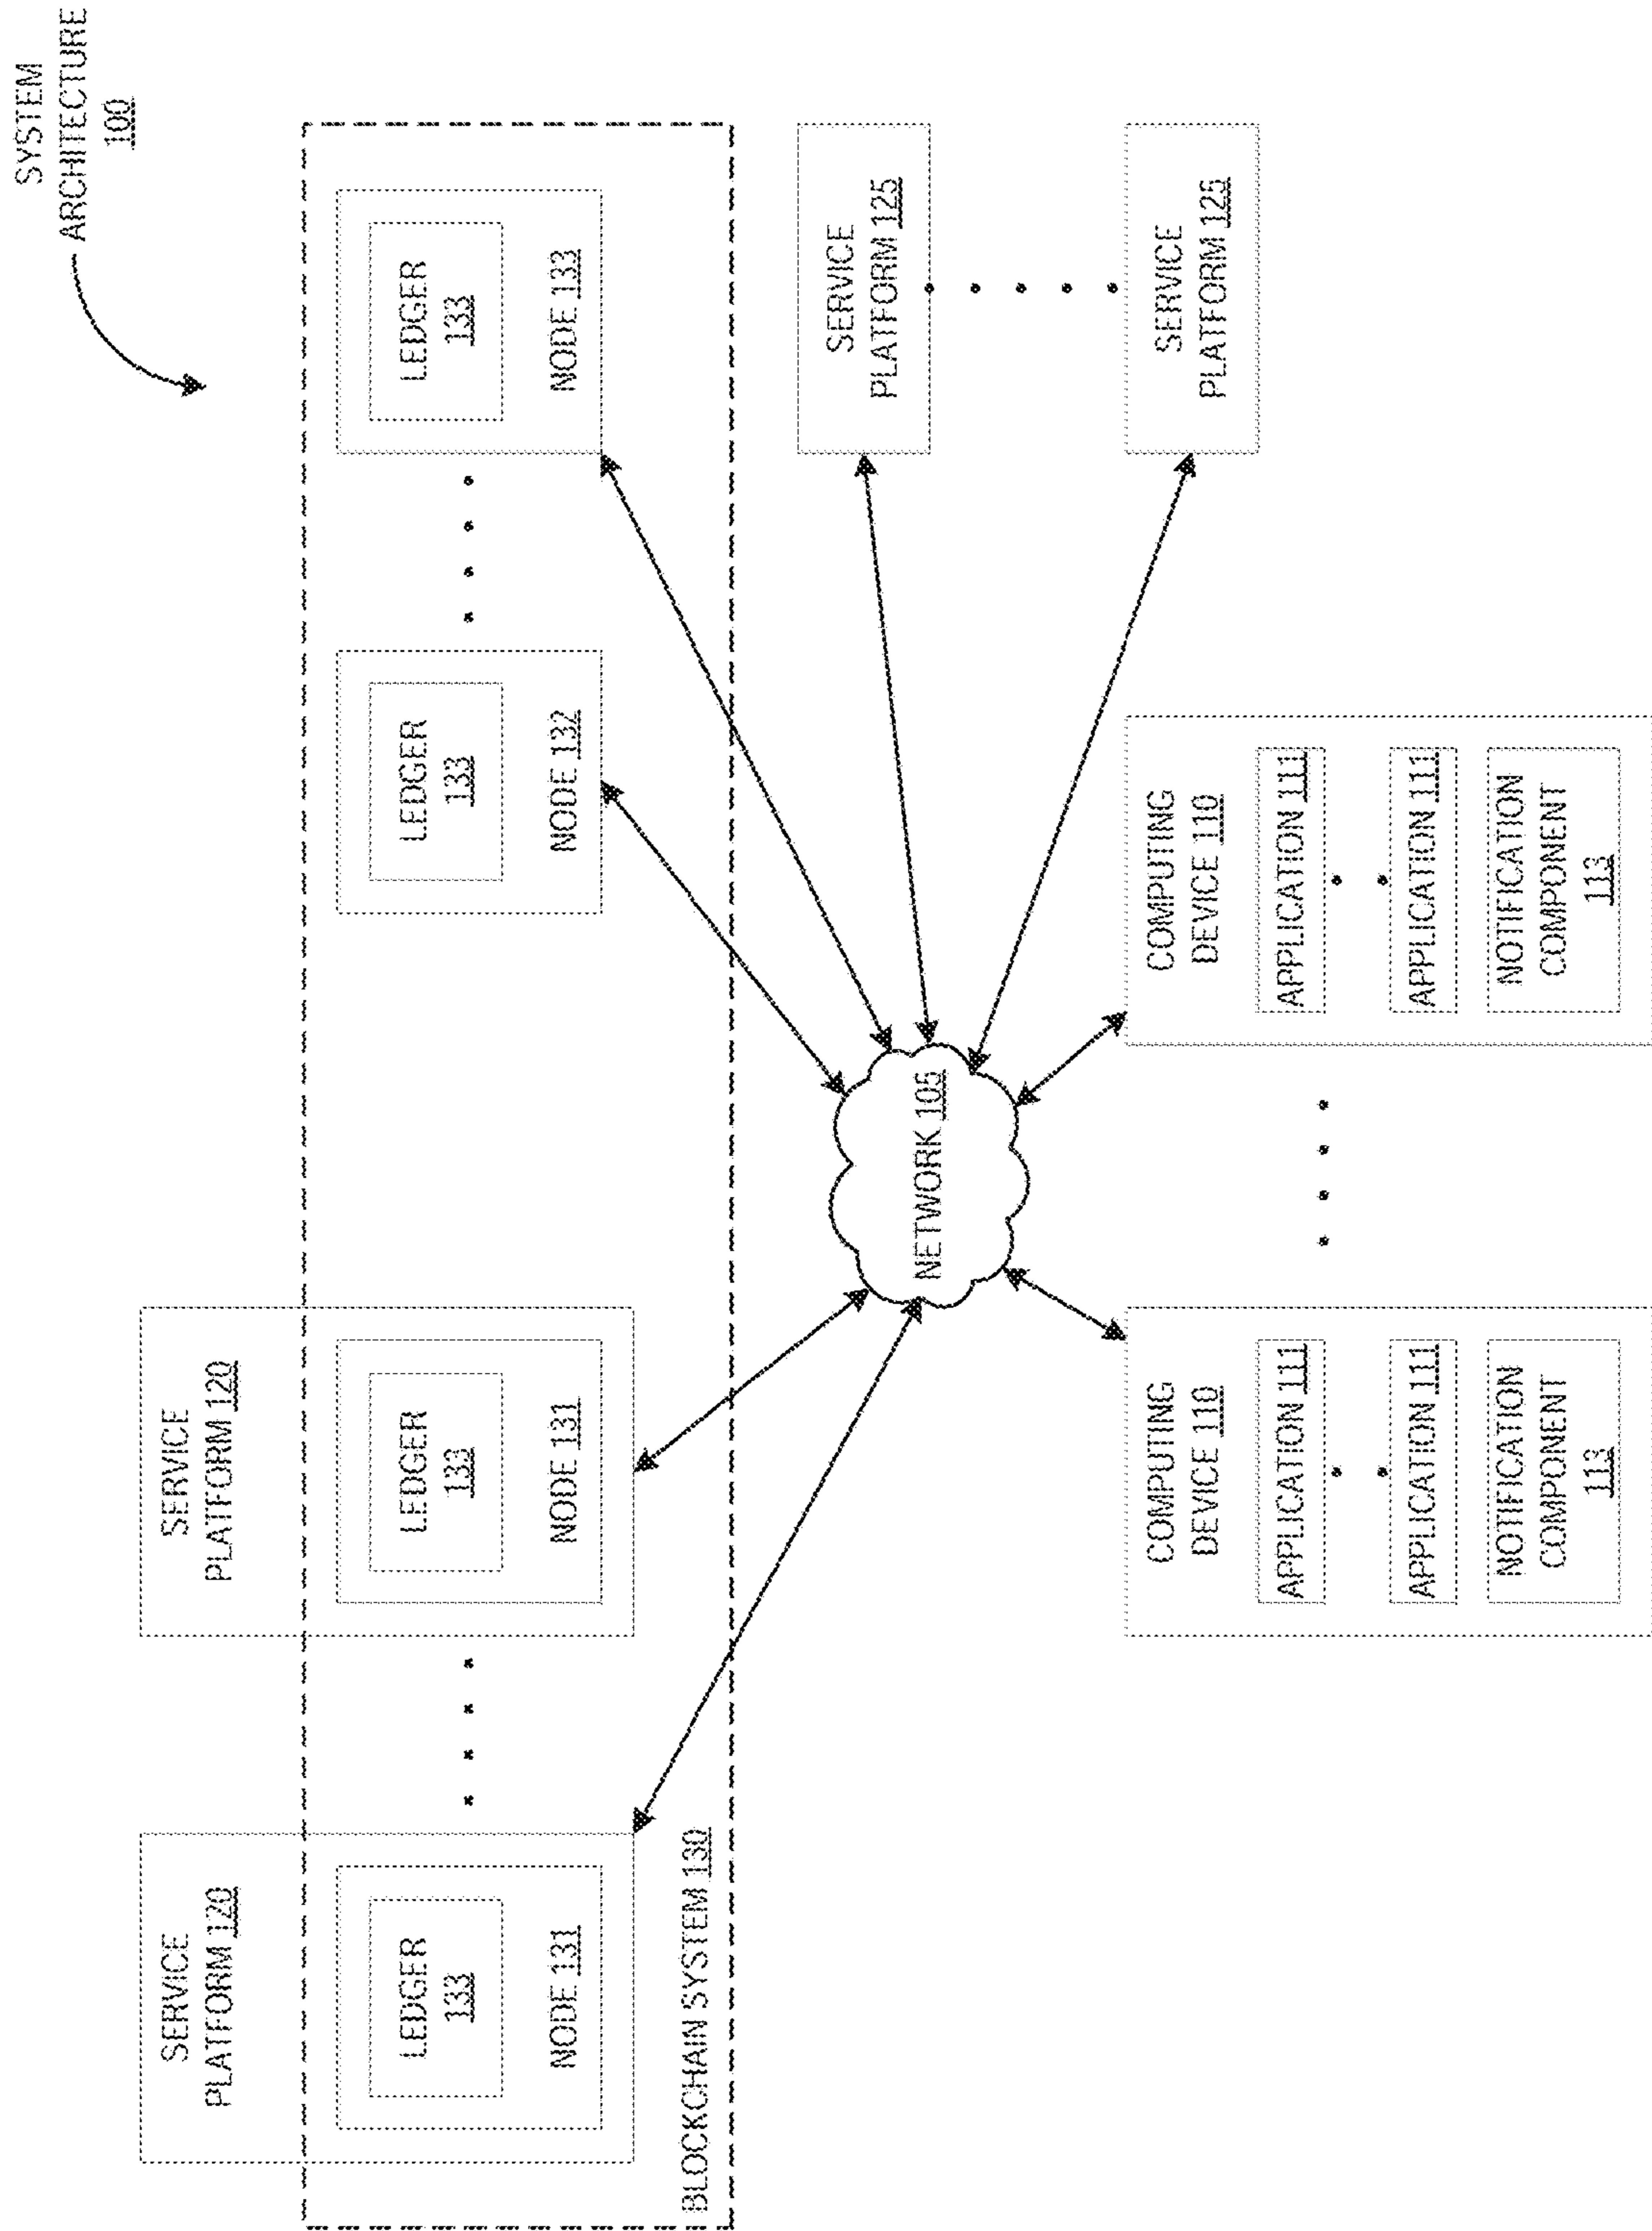 SYSTEM
ARCHITECTURE
100
SERVICE
PLATFORM 120
LEDGER
133
NODE 131
SERVICE
PLATFORM 120
LEDGER
133
NODE 131
LEDGER
133
NODE 132
LEDGER
133
NODE 133
BLOCKCHAIN SYSTEM 130
NETWORK 105
SERVICE
PLATFORM 125
SERVICE
PLATFORM 125
COMPUTING
DEVICE 110
APPLICATION 111
APPLICATION 111
NOTIFICATION
COMPONENT
113
COMPUTING
DEVICE 110
APPLICATION 111
APPLICATION 111
NOTIFICATION
COMPONENT
113